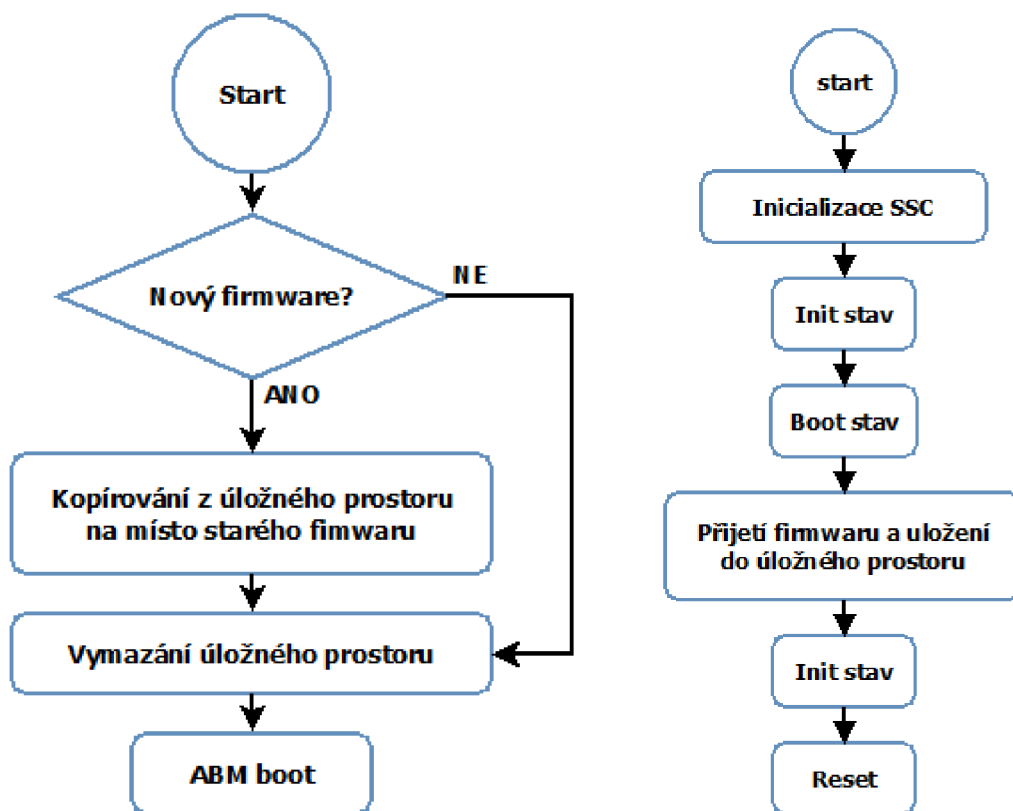 Start
Nový firmware?
NE
ANO
Kopírování z úložného prostoru
na místo starého fimwaru
Vymazání úložného prostoru
ABM boot
start
Inicializace SSC
Init stav
Boot stav
Přijetí firmwaru a uložení
do úložného prostoru
Init stav
Reset